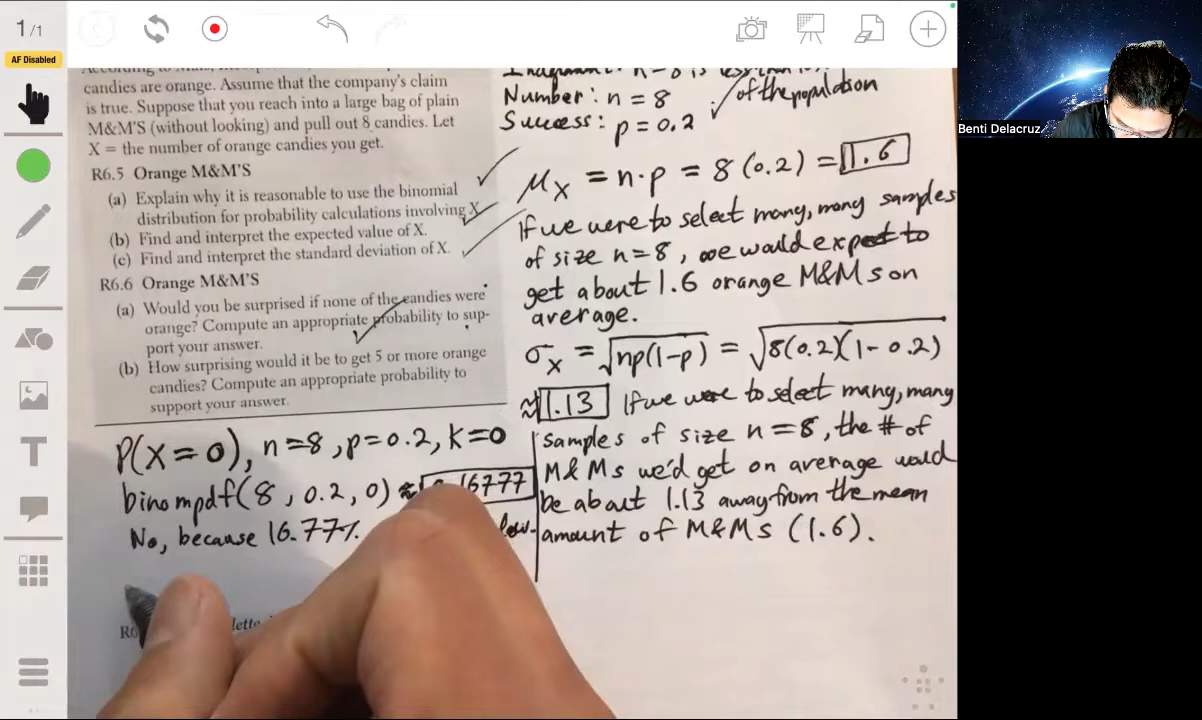 1/1
AF Disabled
candies are orange. Assume that the company's claim
is true. Suppose that you reach into a large bag of plain
M&M'S (without looking) and pull out 8 candies. Let
X = the number of orange candies you get.
R6.5 Orange M&M'S
(a) Explain why it is reasonable to use the binomial
distribution for probability calculations involving X.
(b) Find and interpret the expected value of X.
(c) Find and interpret the standard deviation of X.
R6.6 Orange M&M'S
(a) Would you be surprised if none of the candies were
orange? Compute an appropriate probability to sup-
port your answer.
(b) How surprising would it be to get 5 or more orange
candies? Compute an appropriate probability to
support your answer.
P(X=0), n=8, p=0.2, k=0
binompdf(8, 0.2, 0) ≈ 16777
No, because 16.77% low.
R6
Number: n = 8
of the population
Success: p = 0.2
μx = n·p = 8(0.2) = 1.6
If we were to select many, many samples
of size n=8, we would expect to
get about 1.6 orange M&Ms on
average.
σx = √np(1-p) = √8(0.2)(1-0.2)
≈ 1.13 If we were to select many, many
samples of size n=8, the # of
M&Ms we'd get on average would
be about 1.13 away from the mean
amount of M&Ms (1.6).
Benti Delacruz
T